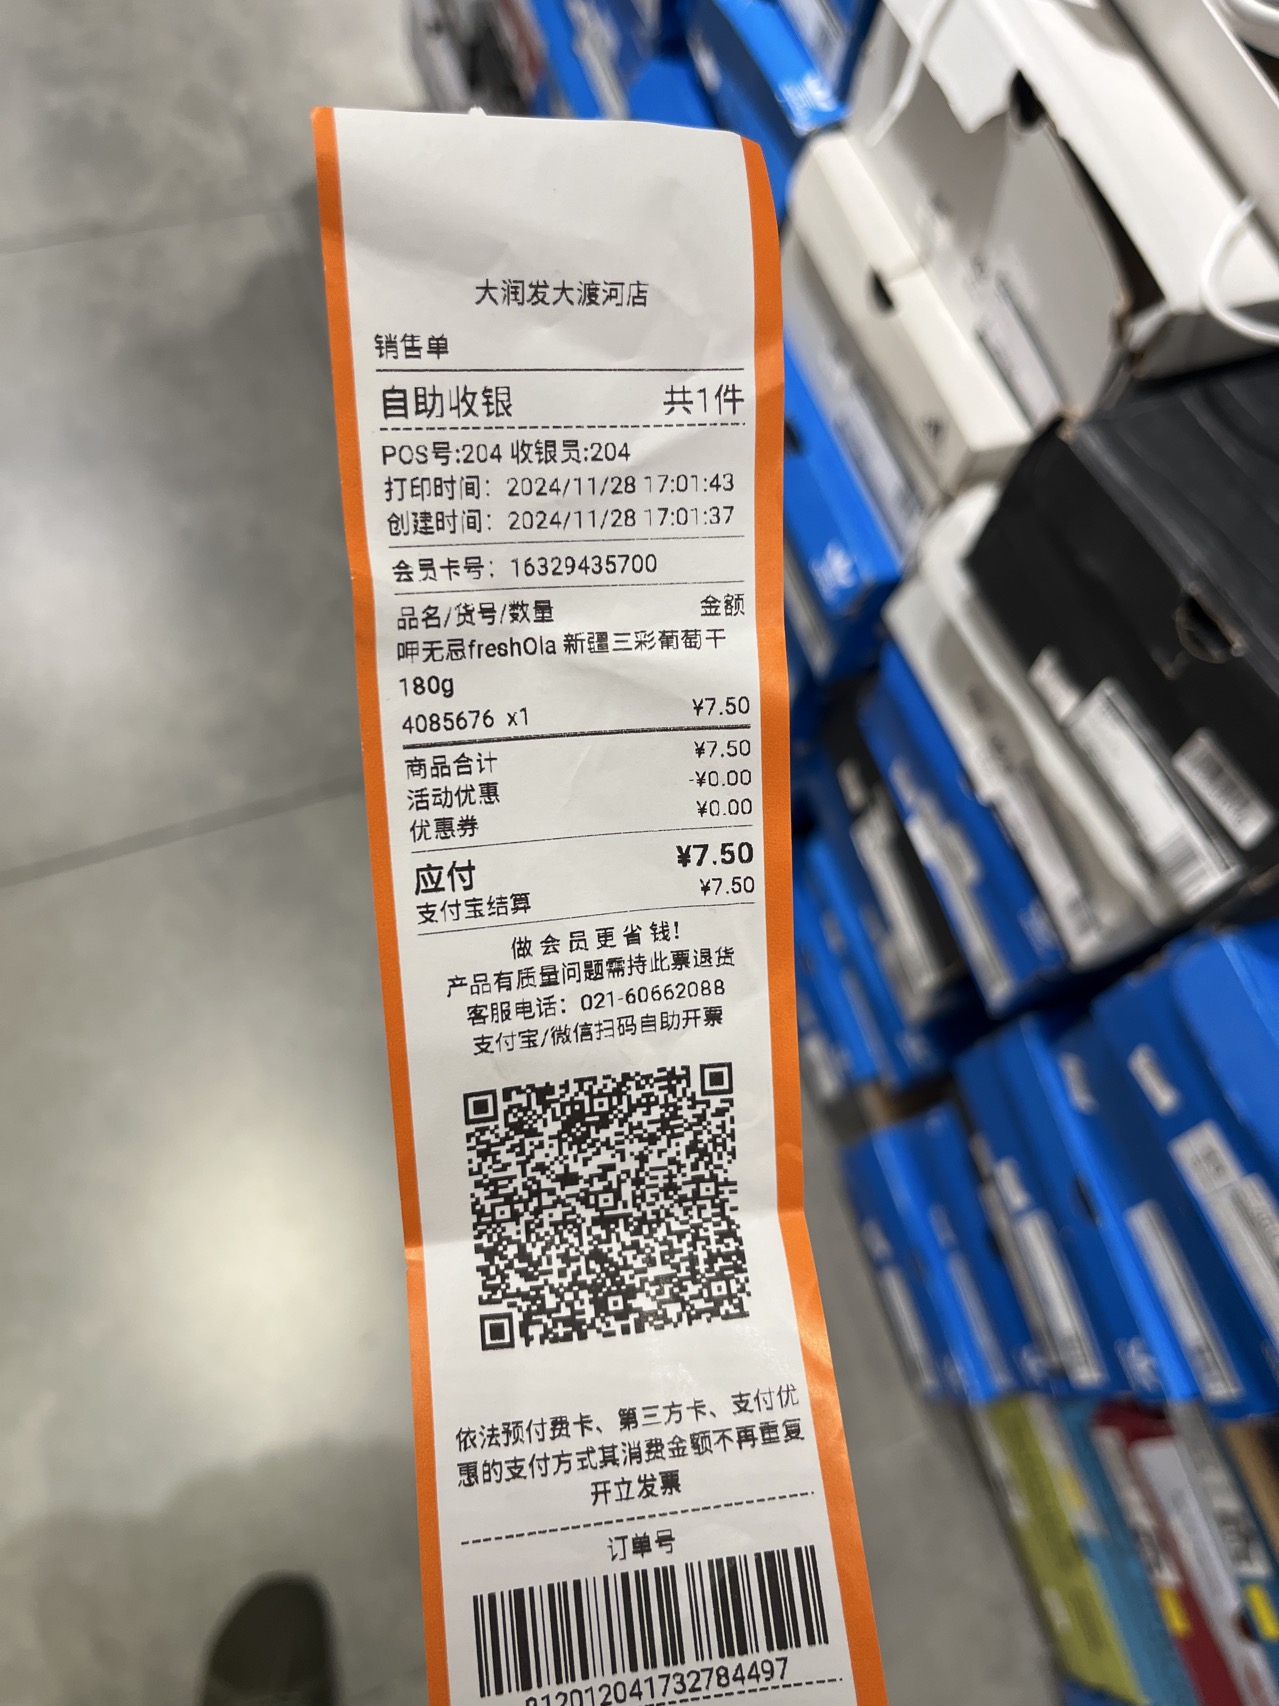 大润发大渡河店
销售单
自助收银 共1件
POS号:204 收银员:204
打印时间: 2024/11/28 17:01:43
创建时间: 2024/11/28 17:01:37
会员卡号: 16329435700
品名/货号/数量 金额
呷无忌freshOla 新疆三彩葡萄干
180g
4085676 x1 ¥7.50
商品合计 ¥7.50
活动优惠 -¥0.00
优惠券 ¥0.00
应付 ¥7.50
支付宝结算 ¥7.50
做会员更省钱!
产品有质量问题需持此票退货
客服电话: 021-60662088
支付宝/微信扫码自助开票
依法预付费卡、第三方卡、支付优
惠的支付方式其消费金额不再重复
开立发票
订单号
812012041732784497